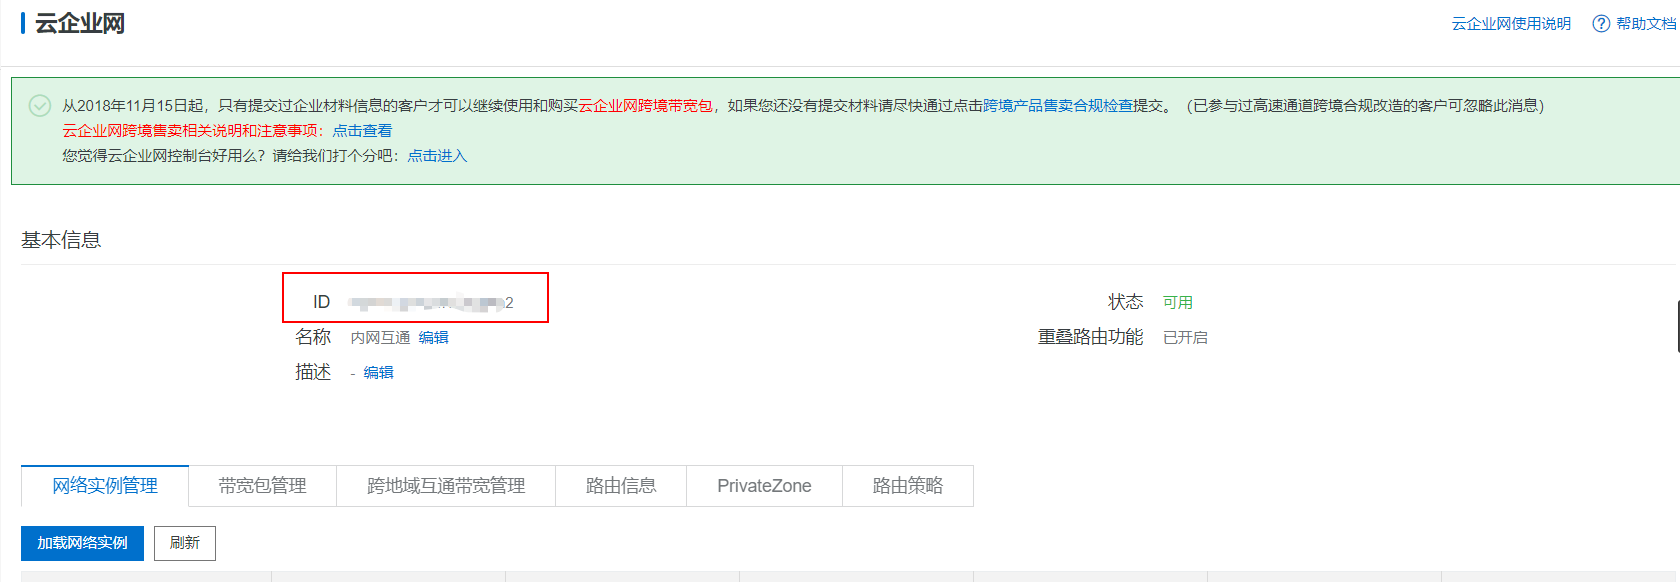 云企业网
云企业网使用说明 帮助文档
从2018年11月15日起，只有提交过企业材料信息的客户才可以继续使用和购买云企业网跨境带宽包，如果您还没有提交材料请尽快通过点击跨境产品售卖合规检查提交。（已参与过高速通道跨境合规改造的客户可忽略此消息）
云企业网跨境售卖相关说明和注意事项：点击查看
您觉得云企业网控制台好用么？请给我们打个分吧：点击进入
基本信息
ID 2 状态 可用
名称 内网互通 编辑 重叠路由功能 已开启
描述 - 编辑
网络实例管理 带宽包管理 跨地域互通带宽管理 路由信息 PrivateZone 路由策略
加载网络实例 刷新